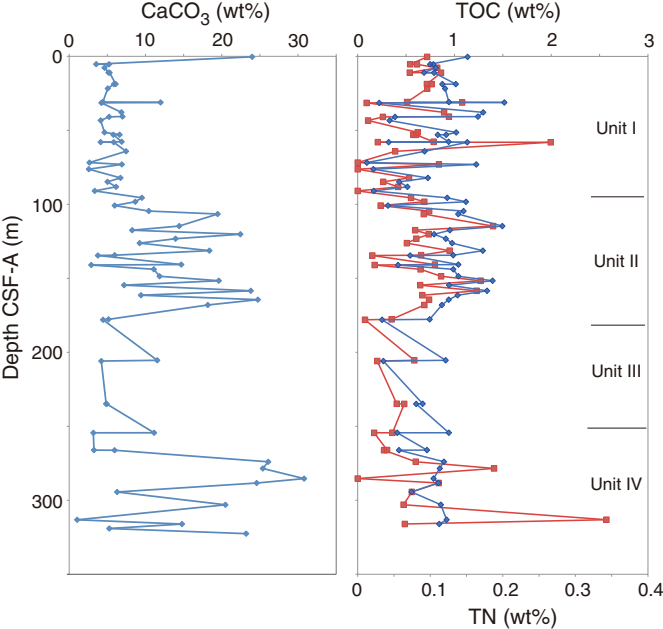 CaCO3 (wt%)
TOC (wt%)
0 10 20 30
0 1 2 3
0
100
200
300
Depth CSF-A (m)
Unit I
Unit II
Unit III
Unit IV
0 0.1 0.2 0.3 0.4
TN (wt%)